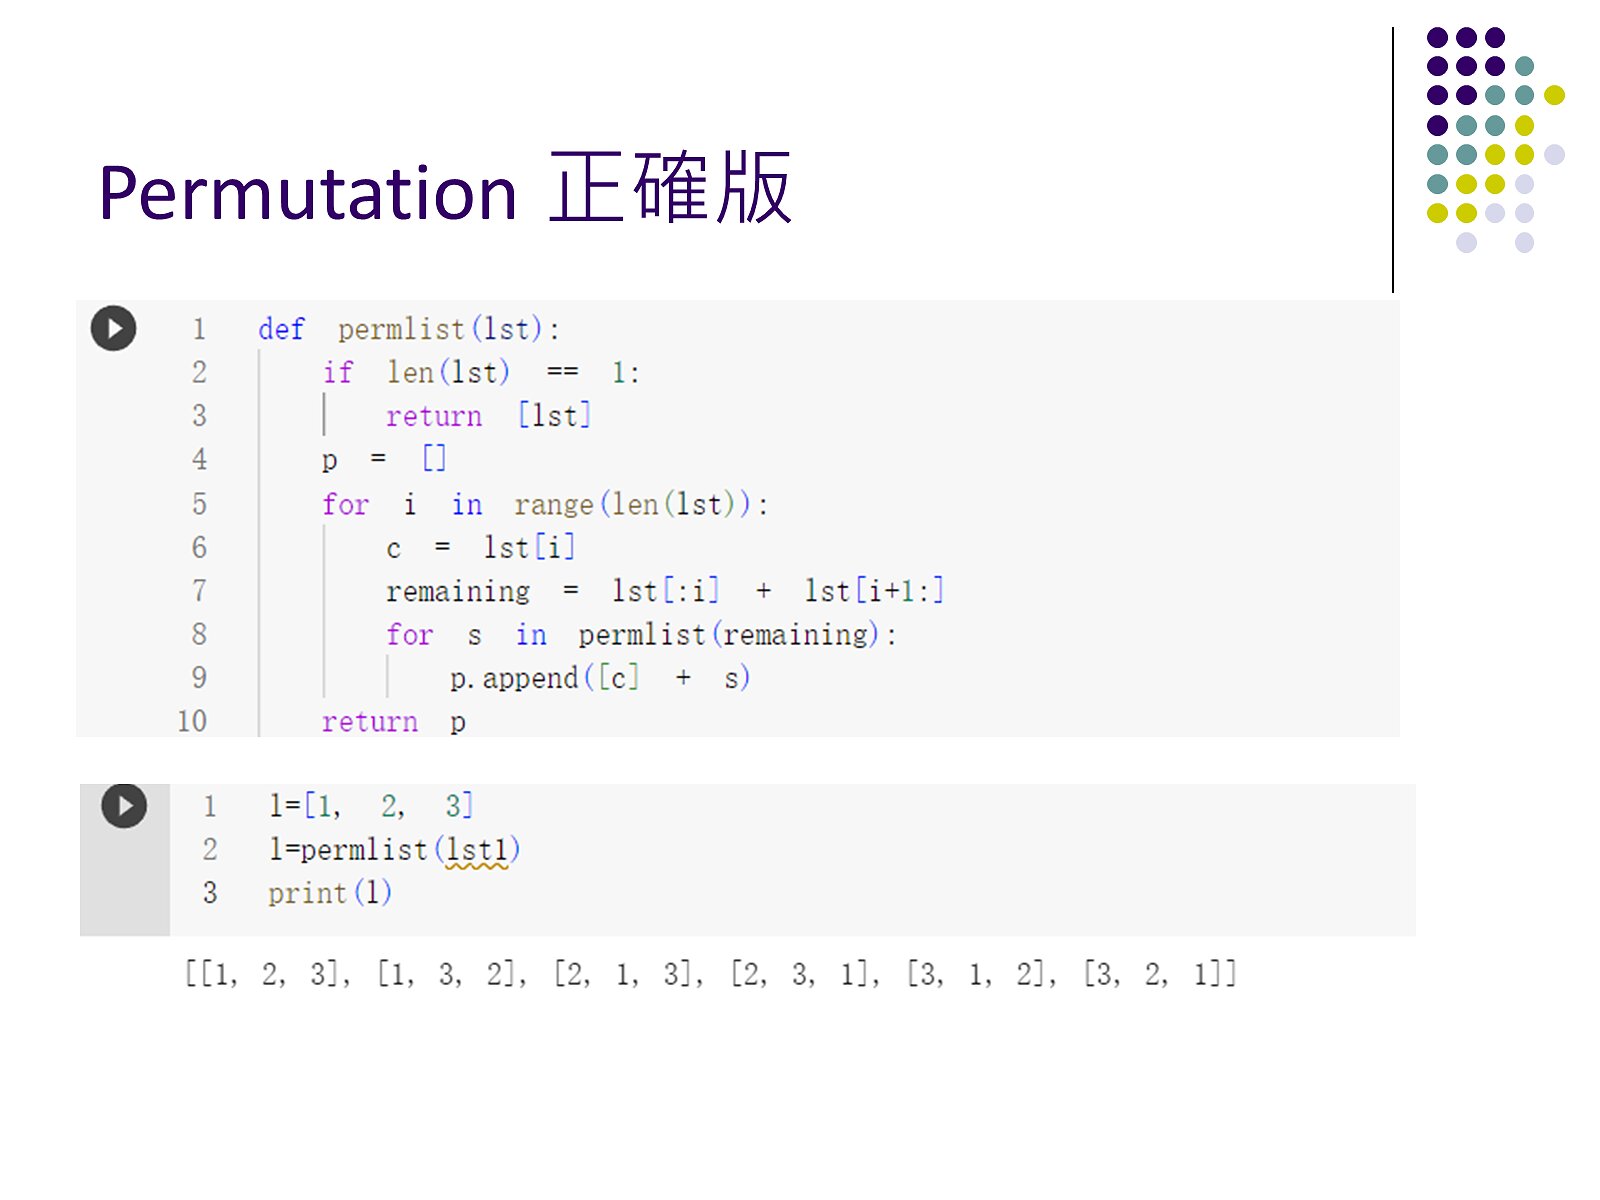 Permutation 正確版
1 def permlist(lst):
2 if len(lst) == 1:
3 return [lst]
4 p = []
5 for i in range(len(lst)):
6 c = lst[i]
7 remaining = lst[:i] + lst[i+1:]
8 for s in permlist(remaining):
9 p.append([c] + s)
10 return p
1 l=[1, 2, 3]
2 l=permlist(lst1)
3 print(l)
[[1, 2, 3], [1, 3, 2], [2, 1, 3], [2, 3, 1], [3, 1, 2], [3, 2, 1]]